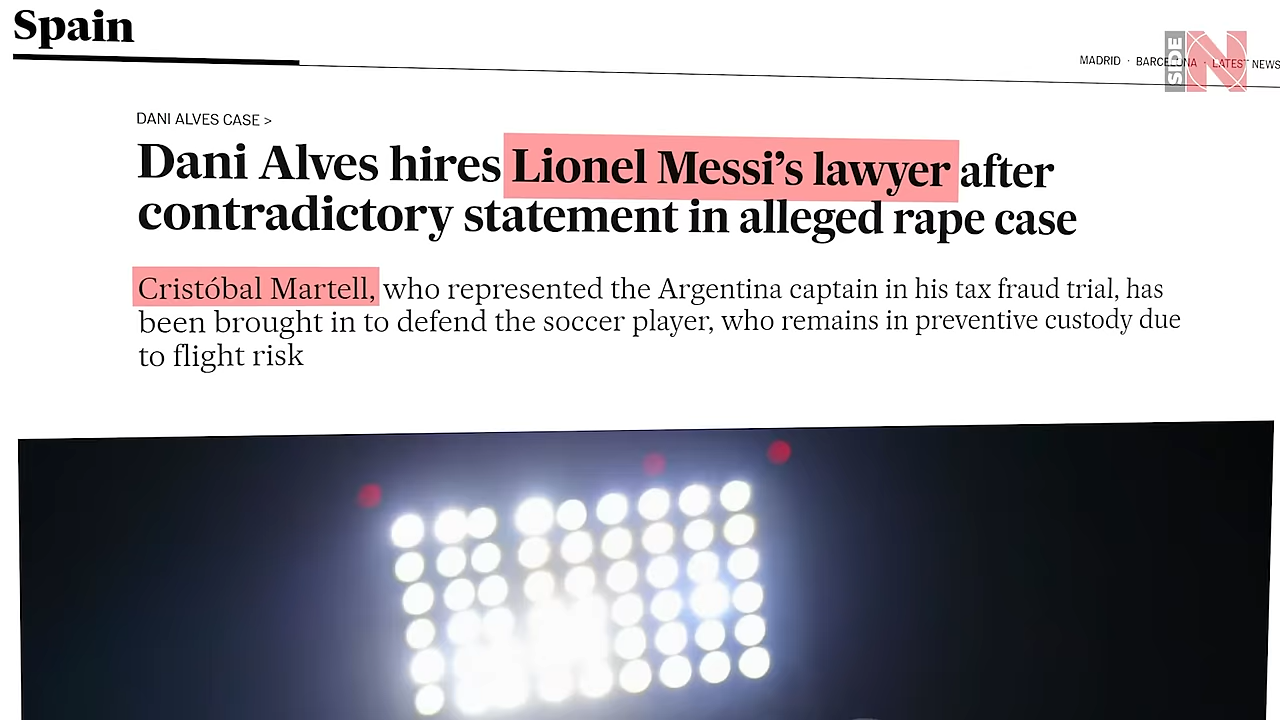 Spain
SIDE N
MADRID · BARCELONA · LATEST NEWS
DANI ALVES CASE >
Dani Alves hires Lionel Messi’s lawyer after
contradictory statement in alleged rape case
Cristóbal Martell, who represented the Argentina captain in his tax fraud trial, has
been brought in to defend the soccer player, who remains in preventive custody due
to flight risk